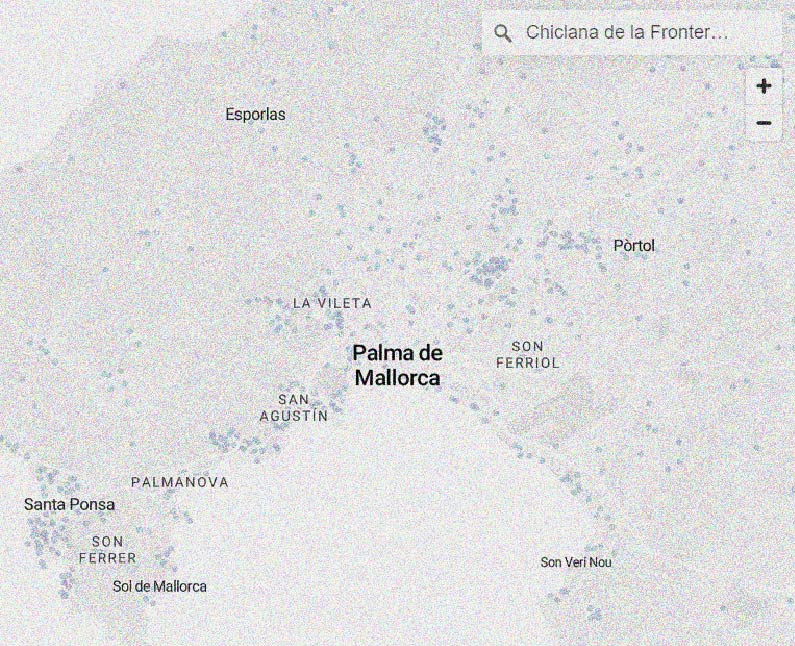 Chiclana de la Fronter...
+
−
Esporlas
Pòrtol
LA VILETA
Palma de
Mallorca
SON
FERRIOL
SAN
AGUSTÍN
PALMANOVA
Santa Ponsa
SON
FERRER
Sol de Mallorca
Son Verí Nou